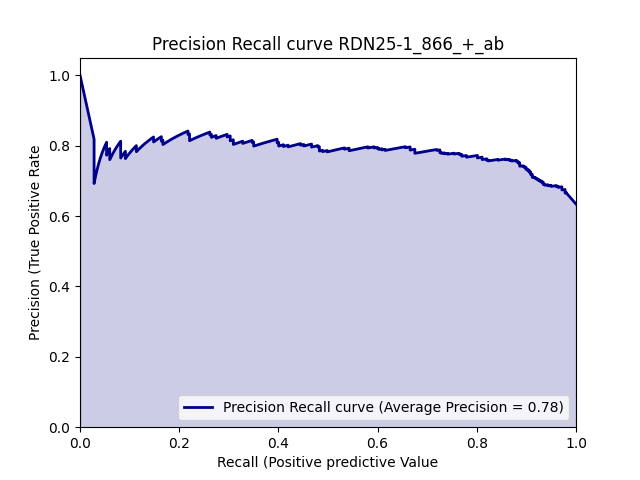 Precision Recall curve RDN25-1_866_+_ab
1.0
0.8
0.6
0.4
0.2
0.0
Precision (True Positive Rate
Precision Recall curve (Average Precision = 0.78)
0.0 0.2 0.4 0.6 0.8 1.0
Recall (Positive predictive Value